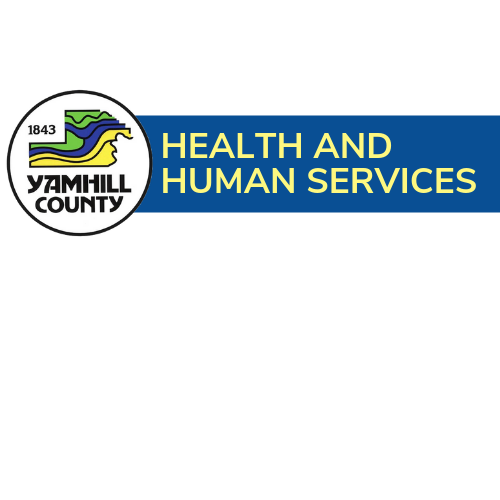 1843
YAMHILL
COUNTY
HEALTH AND
HUMAN SERVICES